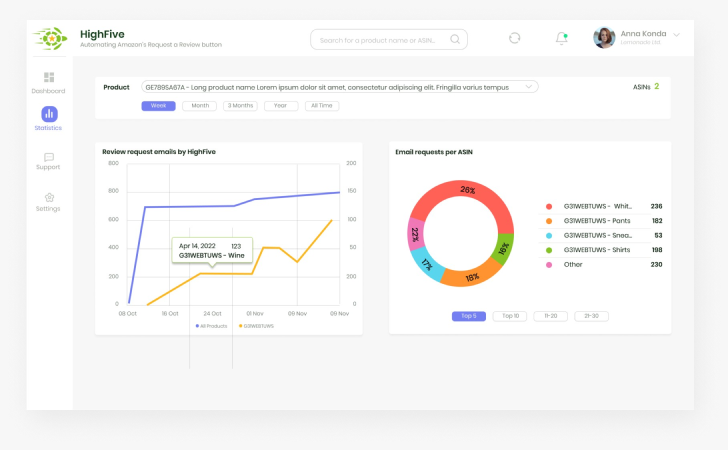 HighFive
Automating Amazon's Request a Review button
Search for a product name or ASIN...
Anna Konda
Lemonade Ltd.
Dashboard
Statistics
Support
Settings
Product
GE789SA67A - Long product name Lorem ipsum dolor sit amet, consectetur adipiscing elit. Fringilla varius tempus
ASINs 2
Week Month 3 Months Year All Time
Review request emails by HighFive
800 200
800 150
600 100
400 50
200 200
0 0
Apr 14, 2022 123
G31WEBTUWS - Wine
08 Oct 16 Oct 24 Oct 01 Nov 09 Nov 09 Nov
All Products G31WEBTUWS
Email requests per ASIN
26%
16%
18%
17%
22%
G31WEBTUWS - Whit... 236
G31WEBTUWS - Pants 182
G31WEBTUWS - Snea... 53
G31WEBTUWS - Shirts 198
Other 230
Top 5 Top 10 11-20 21-30